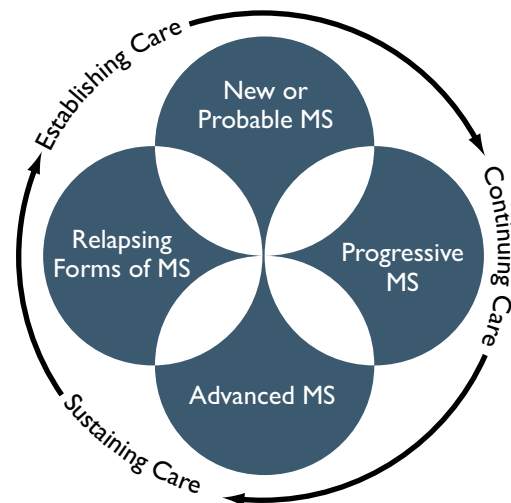 Establishing Care
New or
Probable MS
Continuing Care
Relapsing
Forms of MS
Progressive
MS
Advanced MS
Sustaining Care